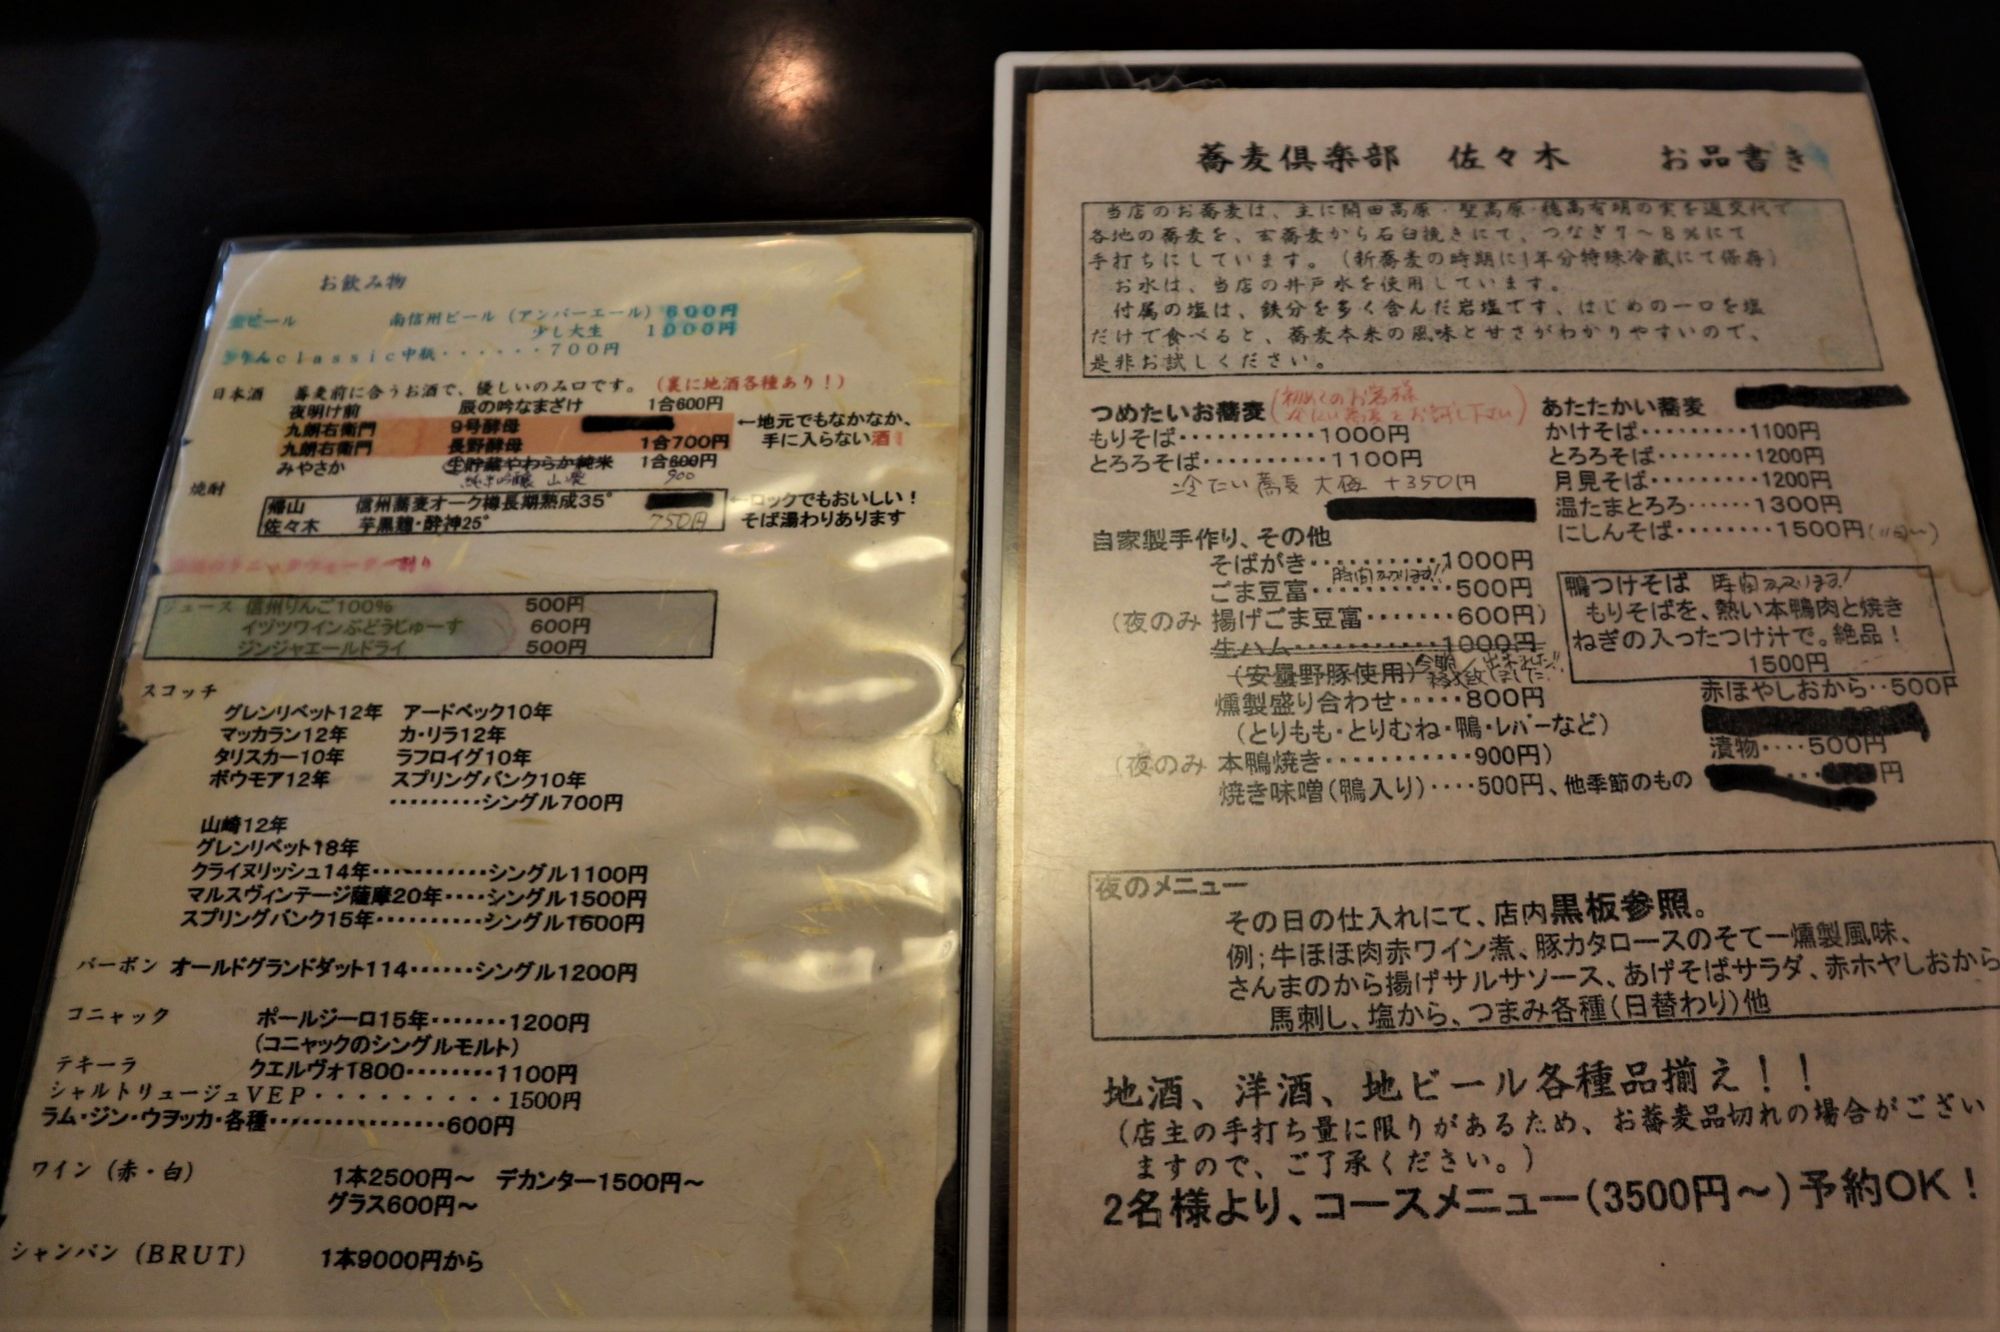 お飲み物
生ビール 南信州ビール（アンバーエール）600円
少し大生 1000円
きりんclassic中瓶・・・・・・700円
日本酒 蕎麦前に合うお酒で、優しいのみ口です。（裏に地酒各種あり！）
夜明け前 辰の吟なまざけ 1合600円
九朗右衛門 9号酵母 ←地元でもなかなか、
九朗右衛門 長野酵母 1合700円 手に入らない酒！
みやさか 生貯蔵やわらか純米 1合600円
純米吟醸 山恵 900
焼酎
帰山 信州蕎麦オーク樽長期熟成35° ←ロックでもおいしい！
佐々木 芋黒麹・酔神25° 750円 そば湯わりあります
ジュース 信州りんご100% 500円
イヅツワインぶどうじゅーす 600円
ジンジャエールドライ 500円
スコッチ
グレンリベット12年 アードベック10年
マッカラン12年 カ・リラ12年
タリスカー10年 ラフロイグ10年
ボウモア12年 スプリングバンク10年
・・・・・・・・・シングル700円
山崎12年
グレンリベット18年
クライヌリッシュ14年・・・・・・・・・・・・シングル1100円
マルスヴィンテージ薩摩20年・・・・シングル1500円
スプリングバンク15年・・・・・・・・・・シングル1600円
バーボン オールドグランドダット114・・・・・・シングル1200円
コニャック ポールジーロ15年・・・・・・・1200円
（コニャックのシングルモルト）
テキーラ クエルヴォ1800・・・・・・・・1100円
シャルトリュージュVEP・・・・・・・・・・1500円
ラム・ジン・ウヲッカ・各種・・・・・・・・・・・・・・・・600円
ワイン（赤・白） 1本2500円～ デカンター1500円～
グラス600円～
シャンパン（BRUT） 1本9000円から
蕎麦倶楽部 佐々木 お品書き
当店のお蕎麦は、主に開田高原・聖高原・穂高有明の実を適交代で
各地の蕎麦を、玄蕎麦から石臼挽きにて、つなぎ7～8％にて
手打ちにしています。（新蕎麦の時期に1年分特殊冷蔵にて保存）
お水は、当店の井戸水を使用しています。
付属の塩は、鉄分を多く含んだ岩塩です、はじめの一口を塩
だけで食べると、蕎麦本来の風味と甘さがわかりやすいので、
是非お試しください。
つめたいお蕎麦（初めてのお客様
冷たい蕎麦をお試し下さい）
もりそば・・・・・・・・・・・1000円
とろろそば・・・・・・・・・・1100円
冷たい蕎麦 大盛 +350円
あたたかい蕎麦
かけそば・・・・・・・・・1100円
とろろそば・・・・・・・・1200円
月見そば・・・・・・・・・1200円
温たまとろろ・・・・・・1300円
にしんそば・・・・・・・・1500円
自家製手作り、その他
そばがき・・・・・・・・・・1000円
時間かかります!!
ごま豆富・・・・・・・・・・・500円
（夜のみ 揚げごま豆富・・・・・・・600円）
生ハム・・・・・・・・・・・・1000円
（安曇野豚使用）
燻製盛り合わせ・・・・・800円
（とりもも・とりむね・鴨・レバーなど）
（夜のみ 本鴨焼き・・・・・・・・・・・900円）
焼き味噌（鴨入り）・・・・500円、他季節のもの
鴨つけそば 時間かかります！
もりそばを、熱い本鴨肉と焼き
ねぎの入ったつけ汁で。絶品！
1500円
赤ほやしおから・・500円
漬物・・・・500円
円
夜のメニュー
その日の仕入れにて、店内黒板参照。
例；牛ほほ肉赤ワイン煮、豚カタロースのそてー燻製風味、
さんまのから揚げサルサソース、あげそばサラダ、赤ホヤしおから
馬刺し、塩から、つまみ各種（日替わり）他
地酒、洋酒、地ビール各種品揃え！！
（店主の手打ち量に限りがあるため、お蕎麦品切れの場合がござい
ますので、ご了承ください。）
2名様より、コースメニュー（3500円～）予約OK！